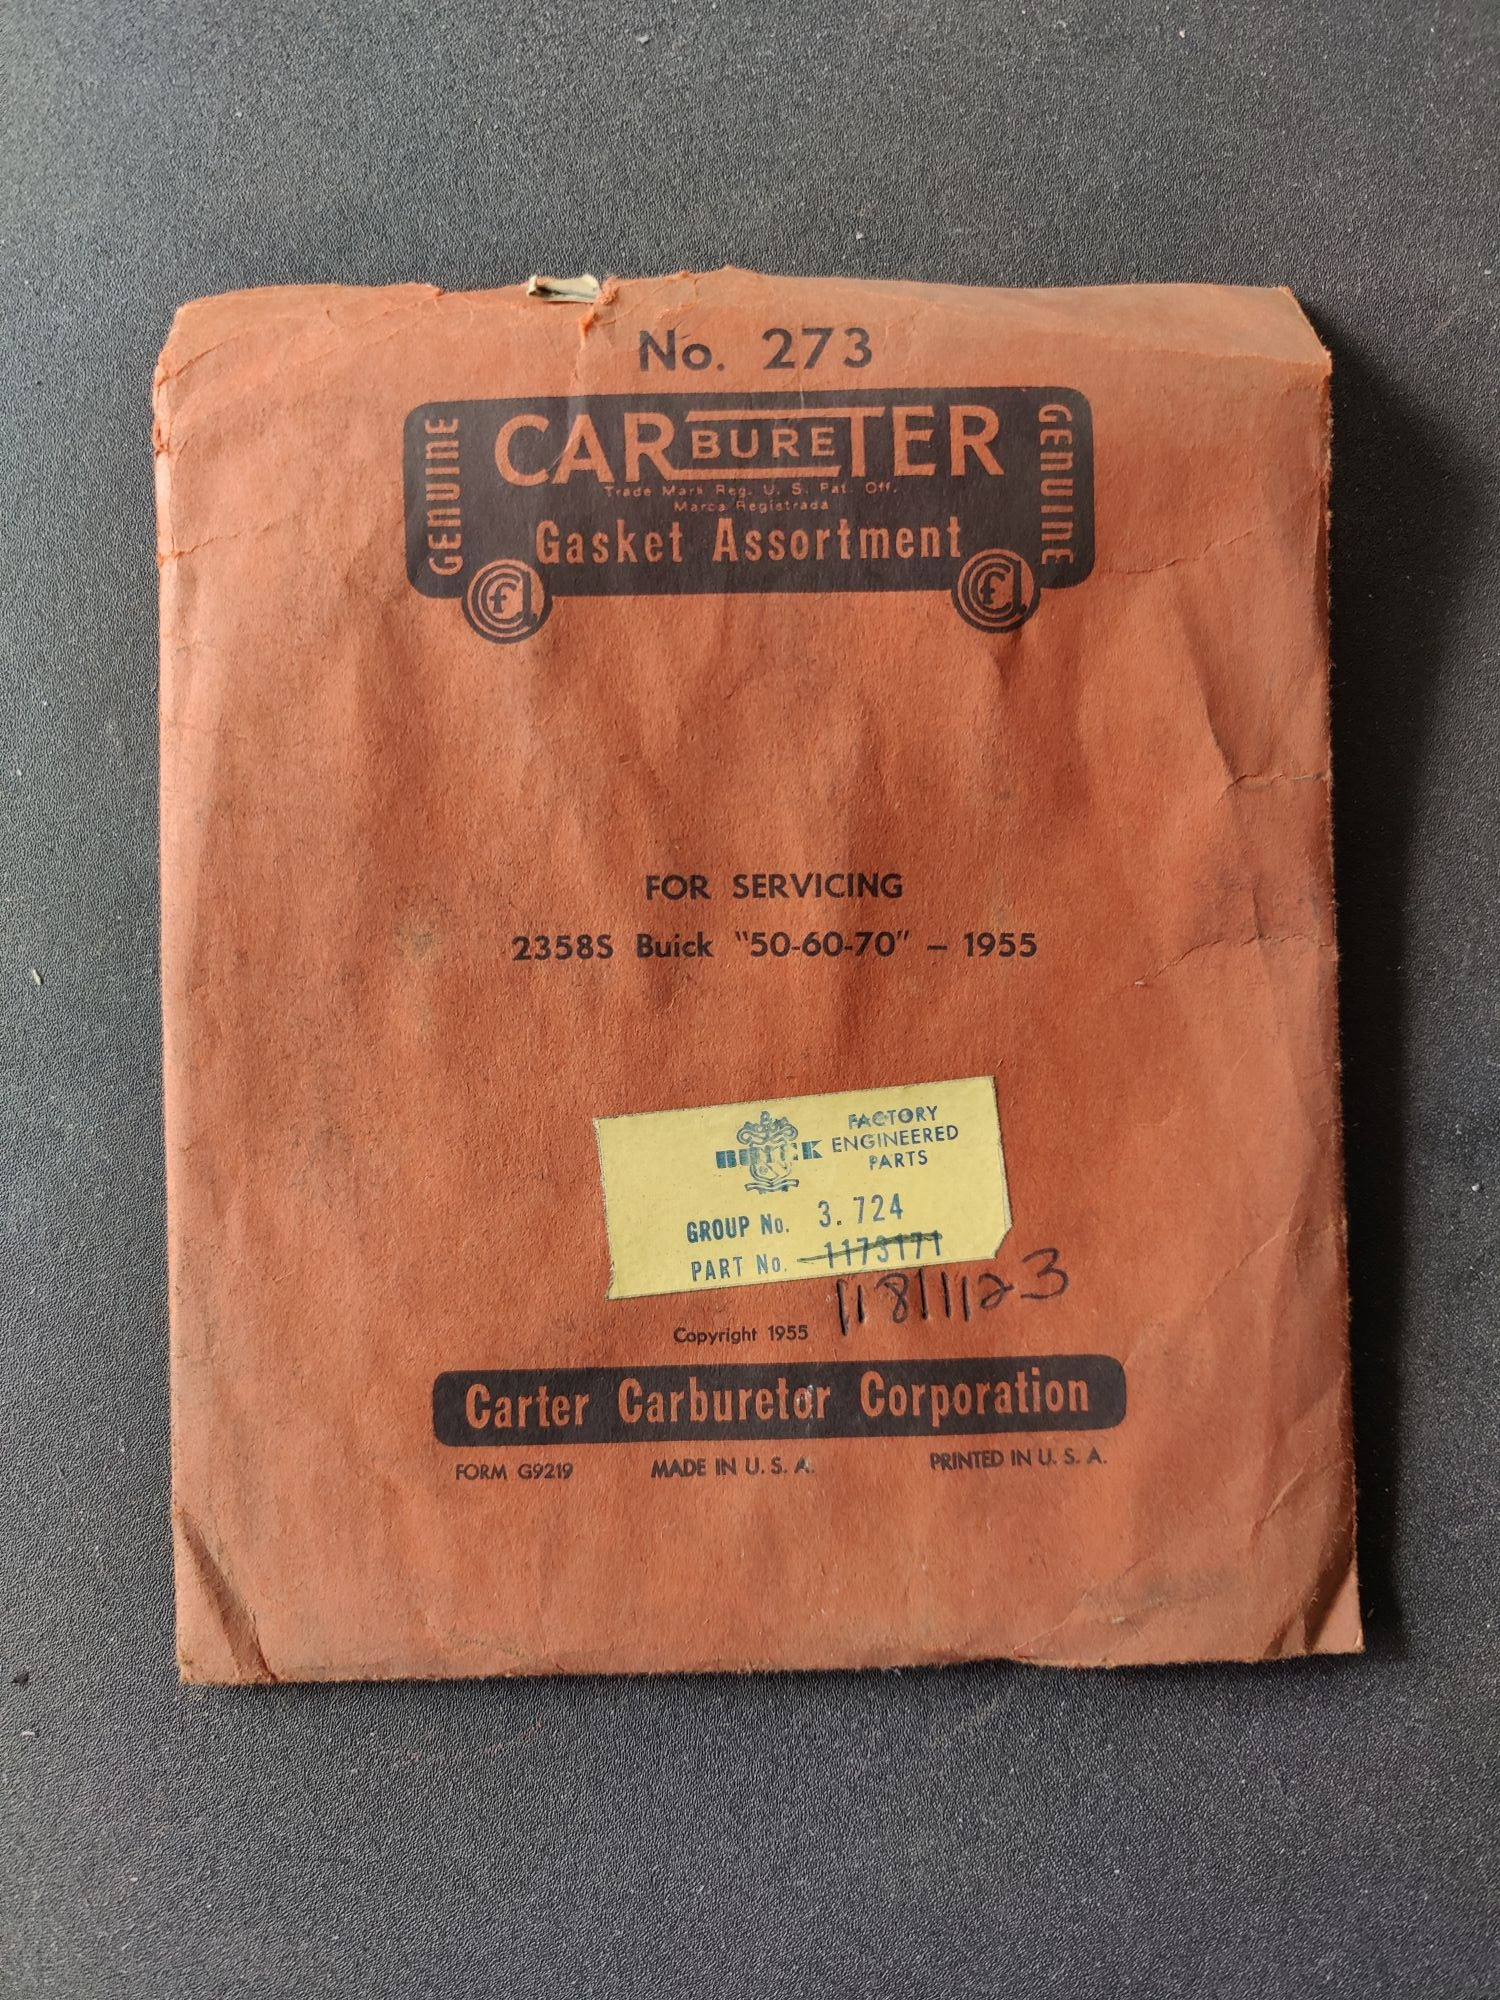 No. 273
GENUINE
CARBURETER
GENUINE
Trade Mark Reg. U. S. Pat. Off.
Marca Registrada
Gasket Assortment
FOR SERVICING
2358S Buick "50-60-70" – 1955
BUICK
FACTORY
ENGINEERED
PARTS
GROUP No. 3.724
PART No. 1173171
11811123
Copyright 1955
Carter Carburetor Corporation
FORM G9219 MADE IN U. S. A. PRINTED IN U. S. A.